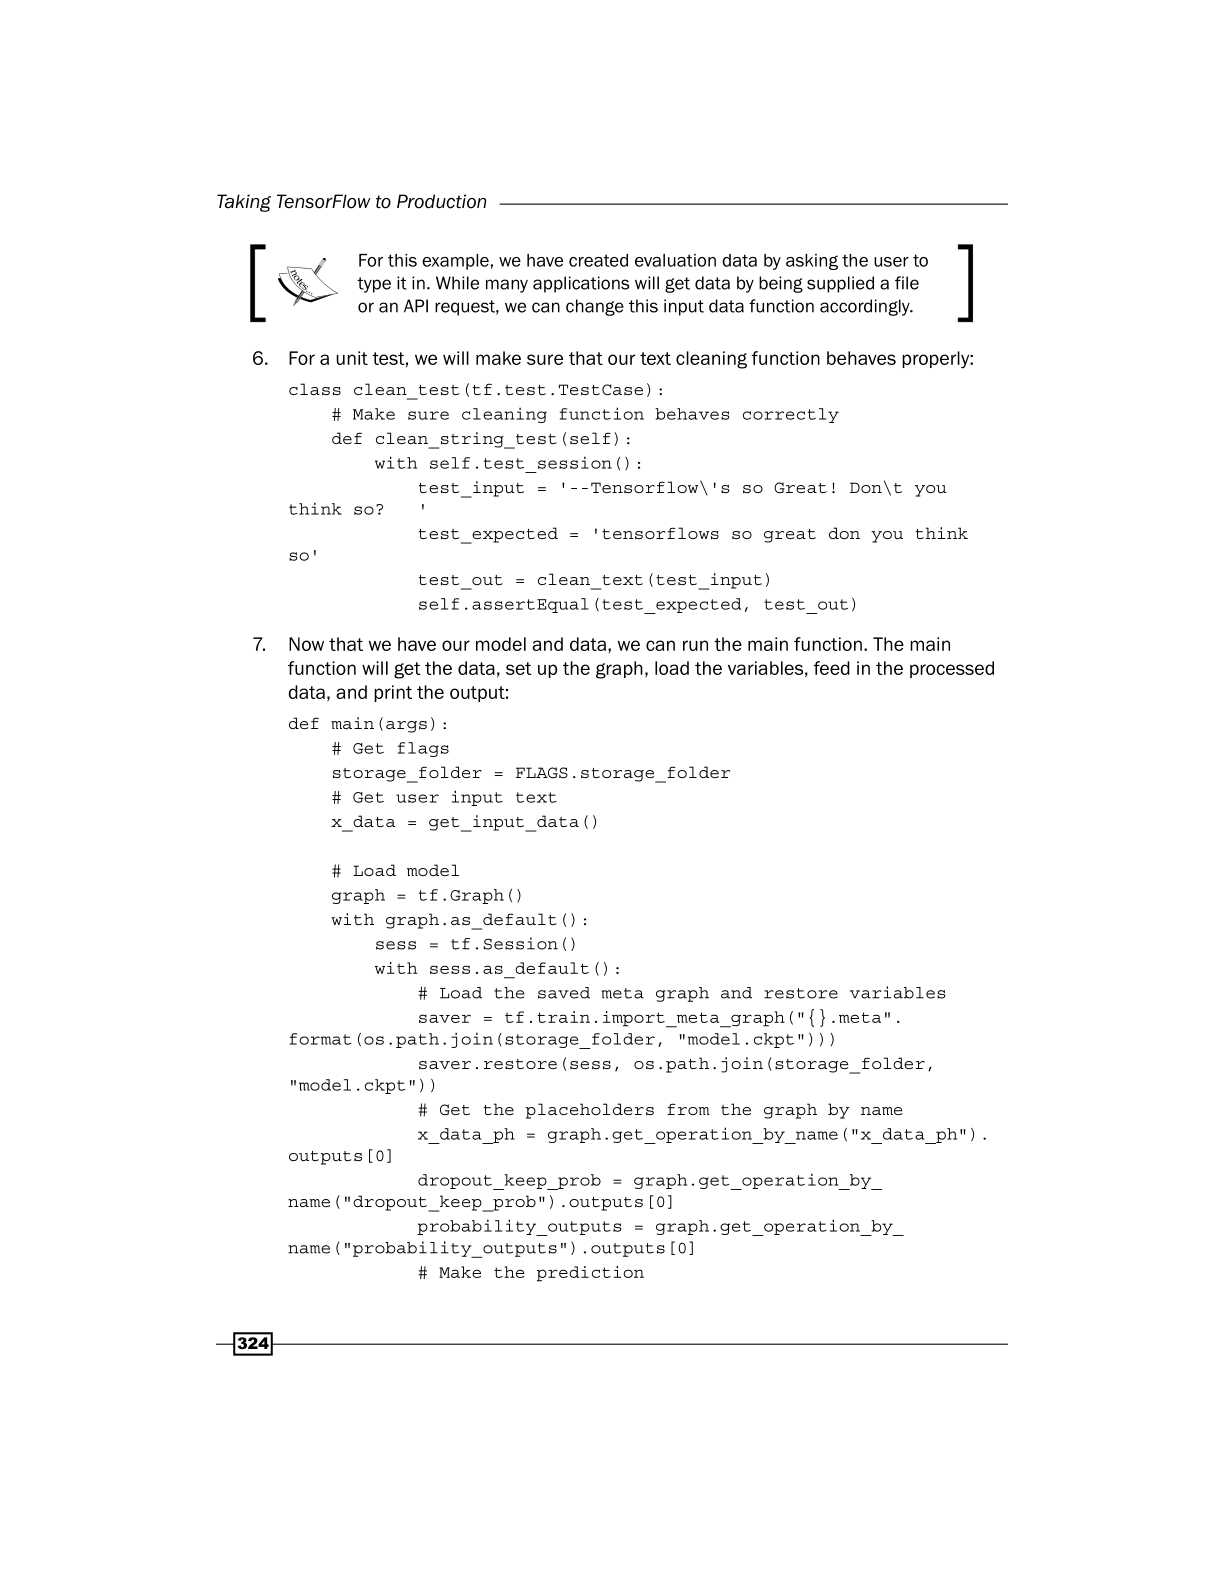 Taking TensorFlow to Production
notes
For this example, we have created evaluation data by asking the user to
type it in. While many applications will get data by being supplied a file
or an API request, we can change this input data function accordingly.
6. For a unit test, we will make sure that our text cleaning function behaves properly:
class clean_test(tf.test.TestCase):
    # Make sure cleaning function behaves correctly
    def clean_string_test(self):
        with self.test_session():
            test_input = '--Tensorflow\'s so Great! Don\t you
think so?   '
            test_expected = 'tensorflows so great don you think
so'
            test_out = clean_text(test_input)
            self.assertEqual(test_expected, test_out)
7. Now that we have our model and data, we can run the main function. The main
function will get the data, set up the graph, load the variables, feed in the processed
data, and print the output:
def main(args):
    # Get flags
    storage_folder = FLAGS.storage_folder
    # Get user input text
    x_data = get_input_data()
    # Load model
    graph = tf.Graph()
    with graph.as_default():
        sess = tf.Session()
        with sess.as_default():
            # Load the saved meta graph and restore variables
            saver = tf.train.import_meta_graph("{}.meta".
format(os.path.join(storage_folder, "model.ckpt")))
            saver.restore(sess, os.path.join(storage_folder,
"model.ckpt"))
            # Get the placeholders from the graph by name
            x_data_ph = graph.get_operation_by_name("x_data_ph").
outputs[0]
            dropout_keep_prob = graph.get_operation_by_
name("dropout_keep_prob").outputs[0]
            probability_outputs = graph.get_operation_by_
name("probability_outputs").outputs[0]
            # Make the prediction
324